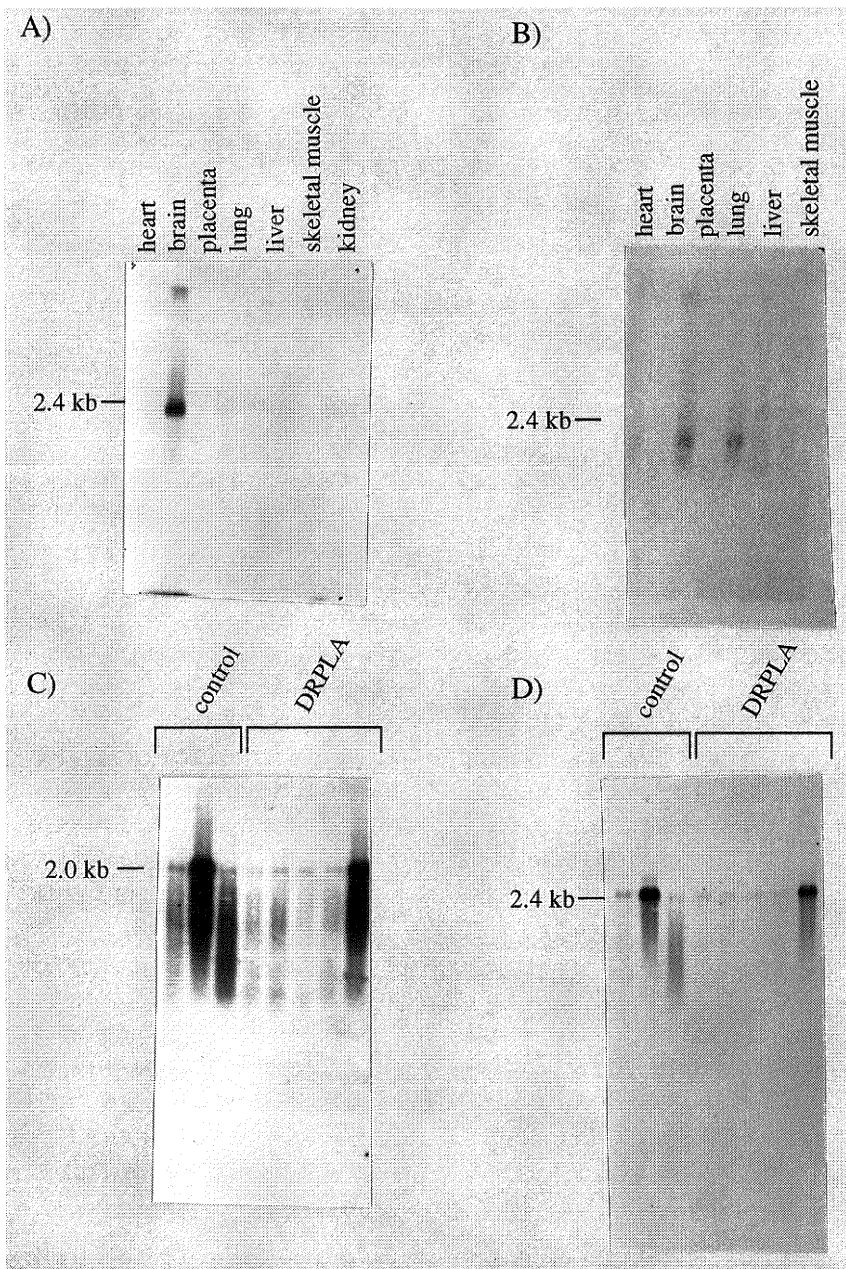 A)
heart
brain
placenta
lung
liver
skeletal muscle
kidney
2.4 kb
B)
heart
brain
placenta
lung
liver
skeletal muscle
2.4 kb
C)
control
DRPLA
2.0 kb
D)
control
DRPLA
2.4 kb